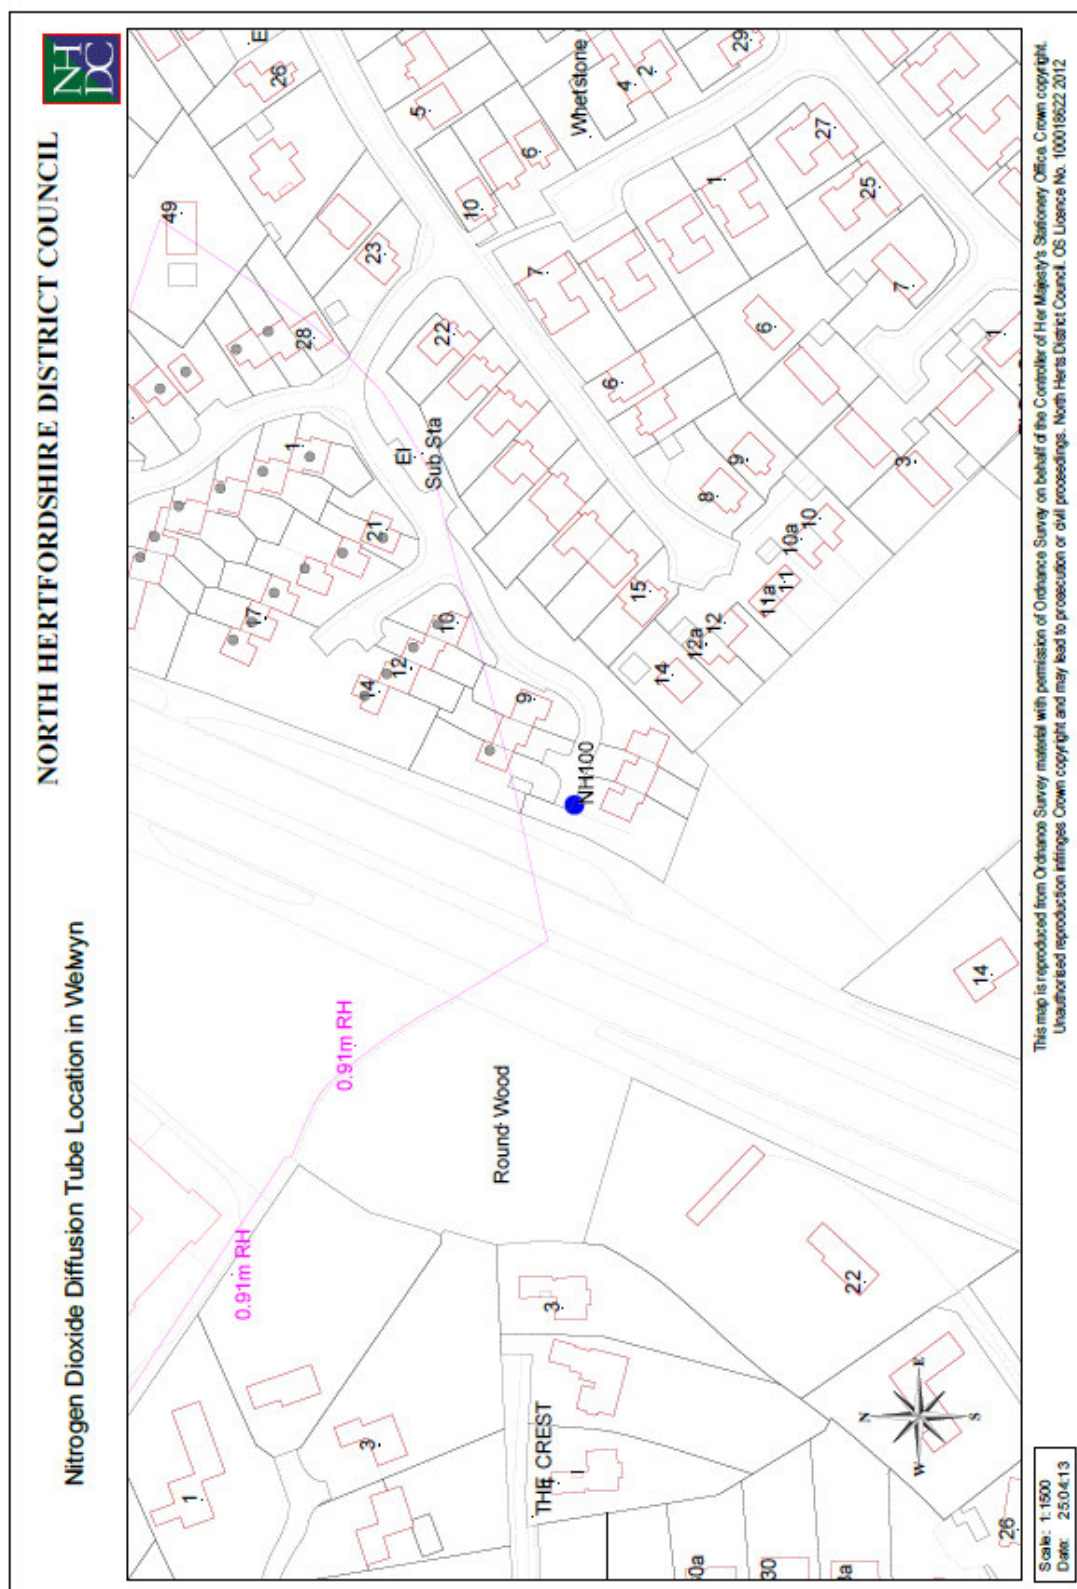 NORTH HERTFORDSHIRE DISTRICT COUNCIL
NH
DC
Nitrogen Dioxide Diffusion Tube Location in Welwyn
0.91m RH
0.91m RH
Round Wood
THE CREST
NH100
El
Sub Sta
Whetstone
E
1
3
3
1
22
26
14
30
49
28
23
26
5
10
6
4
2
29
7
22
1
21
17
14
12
10
9
15
14
12a
12
11a
11
10a
10
8
9
6
6
1
27
25
7
1
3
N
E
S
W
This map is reproduced from Ordnance Survey material with permission of Ordnance Survey on behalf of the Controller of Her Majesty's Stationery Office. Crown copyright.
Unauthorised reproduction infringes Crown copyright and may lead to prosecution or civil proceedings. North Herts District Council. OS Licence No. 100018622 2012
Scale: 1:1500
Date: 25:04:13